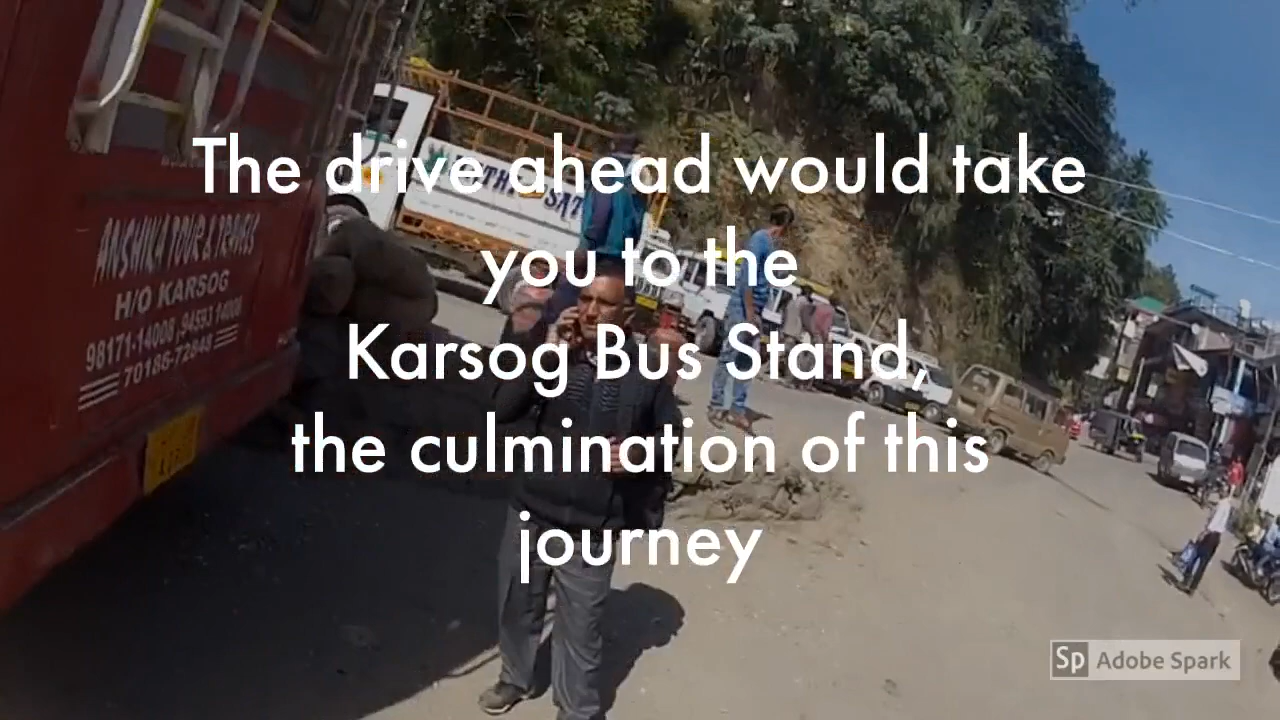 The drive ahead would take
you to the
Karsog Bus Stand,
the culmination of this
journey
ANSHIKA TOUR & TRAVELS
H/O KARSOG
98171-14008, 94593 14008
70186-72848
Sp Adobe Spark